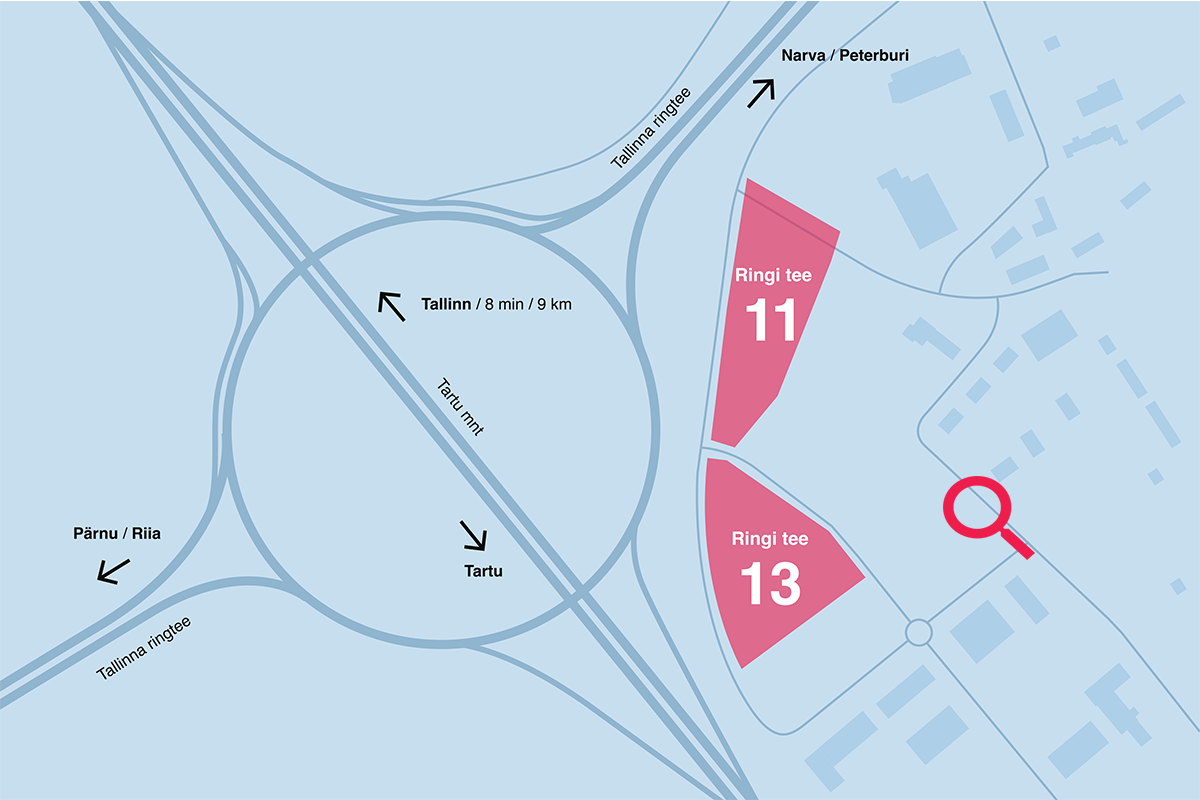 Narva / Peterburi
Tallinna ringtee
Ringi tee
11
Tallinn / 8 min / 9 km
Tartu mnt
Pärnu / Riia
Tartu
Ringi tee
13
Tallinna ringtee